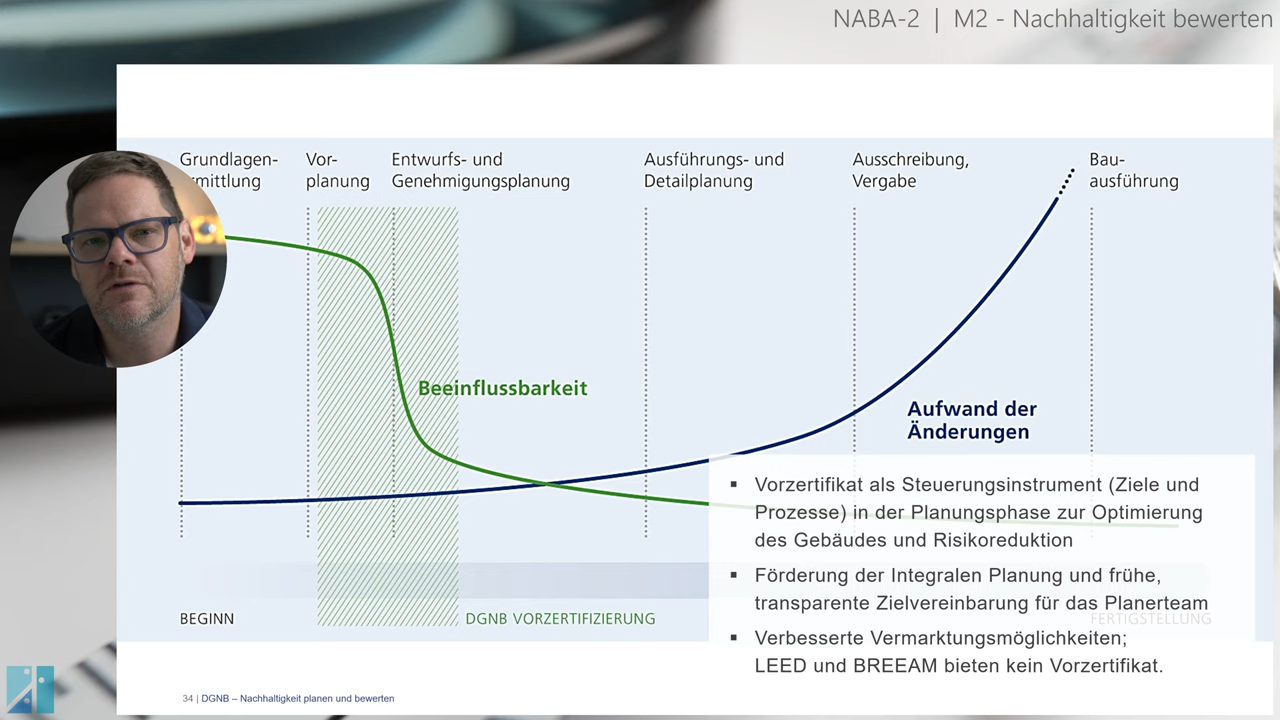 NABA-2 | M2 - Nachhaltigkeit bewerten
Grundlagen-
rmittlung
Vor-
planung
Entwurfs- und
Genehmigungsplanung
Ausführungs- und
Detailplanung
Ausschreibung,
Vergabe
Bau-
ausführung
Beeinflussbarkeit
Aufwand der
Änderungen
▪ Vorzertifikat als Steuerungsinstrument (Ziele und
Prozesse) in der Planungsphase zur Optimierung
des Gebäudes und Risikoreduktion
▪ Förderung der Integralen Planung und frühe,
transparente Zielvereinbarung für das Planerteam
▪ Verbesserte Vermarktungsmöglichkeiten;
LEED und BREEAM bieten kein Vorzertifikat.
BEGINN
DGNB VORZERTIFIZIERUNG
FERTIGSTELLUNG
34 | DGNB – Nachhaltigkeit planen und bewerten